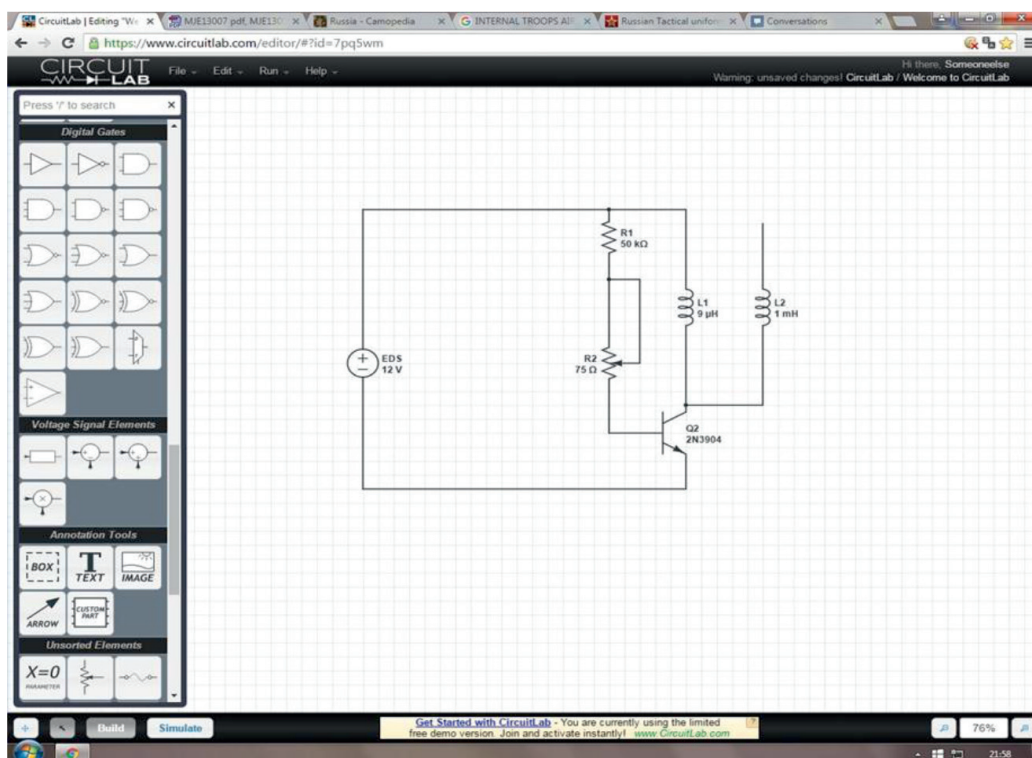 CircuitLab | Editing "We
MJE13007 pdf, MJE130
Russia - Camopedia
INTERNAL TROOPS AI
Russian Tactical unifor
Conversations
https://www.circuitlab.com/editor/#?id=7pq5wm
CIRCUIT
LAB
File
Edit
Run
Help
Hi there, Someoneelse
Warning: unsaved changes! CircuitLab / Welcome to CircuitLab
Press '/' to search
Digital Gates
R1
50 kΩ
L1
9 µH
L2
1 mH
EDS
12 V
R2
75 Ω
Q2
2N3904
Voltage Signal Elements
Annotation Tools
BOX
T
TEXT
IMAGE
ARROW
CUSTOM
PART
Unsorted Elements
X=0
PARAMETER
Build
Simulate
Get Started with CircuitLab - You are currently using the limited
free demo version. Join and activate instantly! www.CircuitLab.com
76%
21:58